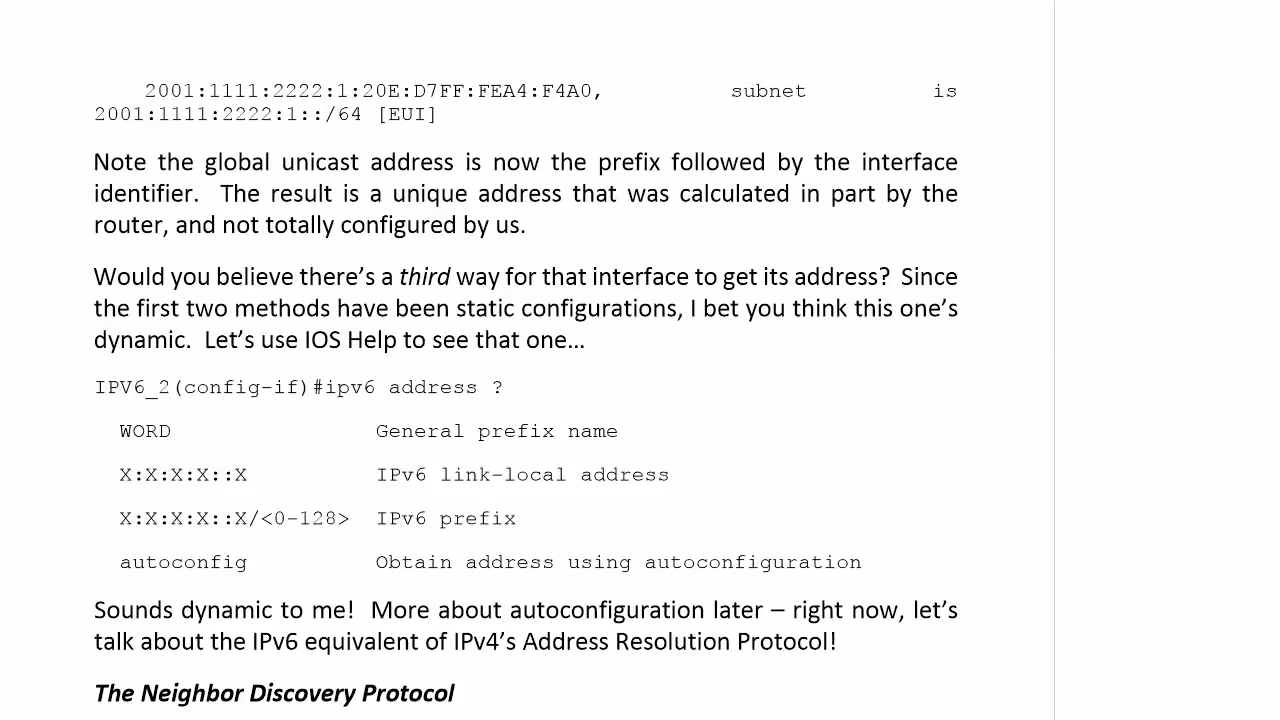 2001:1111:2222:1:20E:D7FF:FEA4:F4A0, subnet is
2001:1111:2222:1::/64 [EUI]
Note the global unicast address is now the prefix followed by the interface
identifier. The result is a unique address that was calculated in part by the
router, and not totally configured by us.
Would you believe there’s a third way for that interface to get its address? Since
the first two methods have been static configurations, I bet you think this one’s
dynamic. Let’s use IOS Help to see that one…
IPV6_2(config-if)#ipv6 address ?
WORD General prefix name
X:X:X:X::X IPv6 link-local address
X:X:X:X::X/<0-128> IPv6 prefix
autoconfig Obtain address using autoconfiguration
Sounds dynamic to me! More about autoconfiguration later – right now, let’s
talk about the IPv6 equivalent of IPv4’s Address Resolution Protocol!
The Neighbor Discovery Protocol